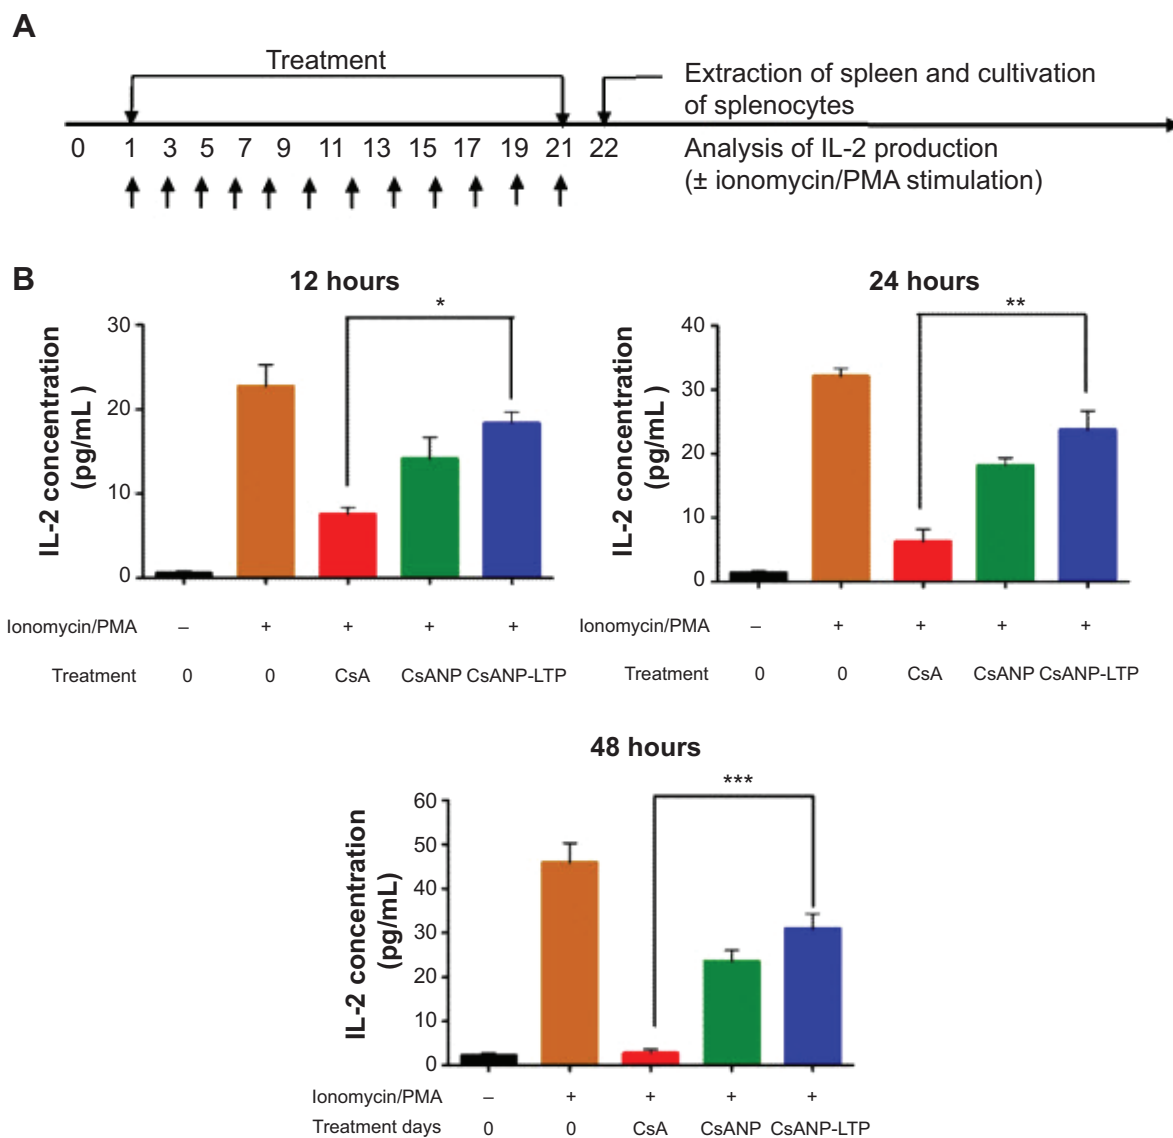 A
Treatment
Extraction of spleen and cultivation
of splenocytes
0 1 3 5 7 9 11 13 15 17 19 21 22
Analysis of IL-2 production
(± ionomycin/PMA stimulation)
B
12 hours
*
IL-2 concentration
(pg/mL )
30
20
10
0
Ionomycin/PMA – + + + +
Treatment 0 0 CsA CsANP CsANP-LTP
24 hours
**
IL-2 concentration
(pg/mL)
40
30
20
10
0
Ionomycin/PMA – + + + +
Treatment 0 0 CsA CsANP CsANP-LTP
48 hours
***
IL-2 concentration
(pg/mL)
60
50
40
30
20
10
0
Ionomycin/PMA – + + + +
Treatment days 0 0 CsA CsANP CsANP-LTP